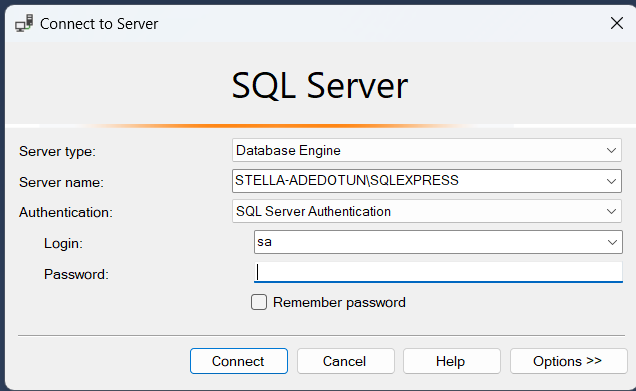 Connect to Server
SQL Server
Server type: Database Engine
Server name: STELLA-ADEDOTUN\SQLEXPRESS
Authentication: SQL Server Authentication
Login: sa
Password:
Remember password
Connect Cancel Help Options >>